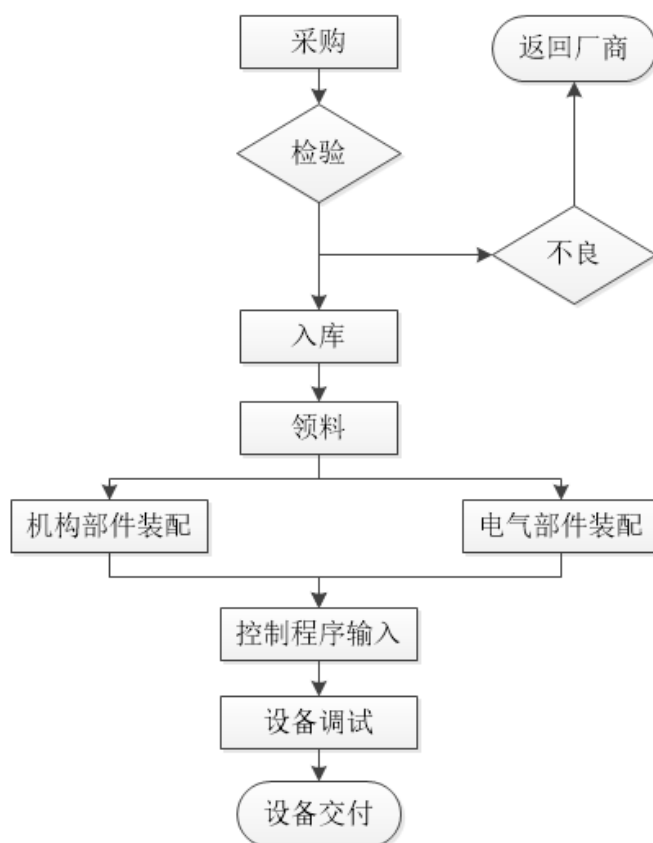 采购
返回厂商
检验
不良
入库
领料
机构部件装配
电气部件装配
控制程序输入
设备调试
设备交付